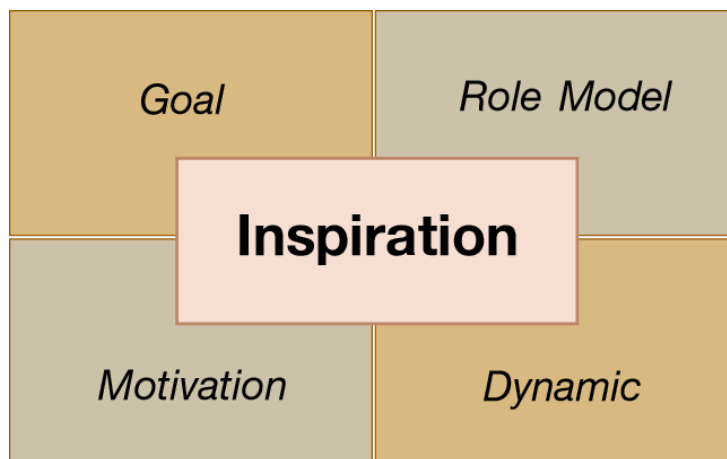 Goal
Role Model
Inspiration
Motivation
Dynamic